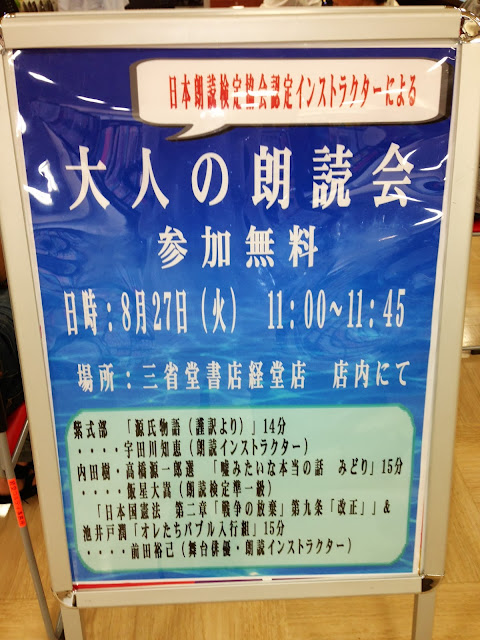 日本朗読検定協会認定インストラクターによる
大人の朗読会
参加無料
日時：8月27日（火）　11：00～11：45
場所：三省堂書店経堂店　店内にて
紫式部　「源氏物語（謹訳より）」14分
・・・・宇田川知恵（朗読インストラクター）
内田樹・高橋源一郎選　「嘘みたいな本当の話　みどり」15分
・・・・飯星大嵩（朗読検定準一級）
「日本国憲法　第二章「戦争の放棄」第九条「改正」」＆
池井戸潤「オレたちバブル入行組」15分
・・・・前田裕己（舞台俳優・朗読インストラクター）